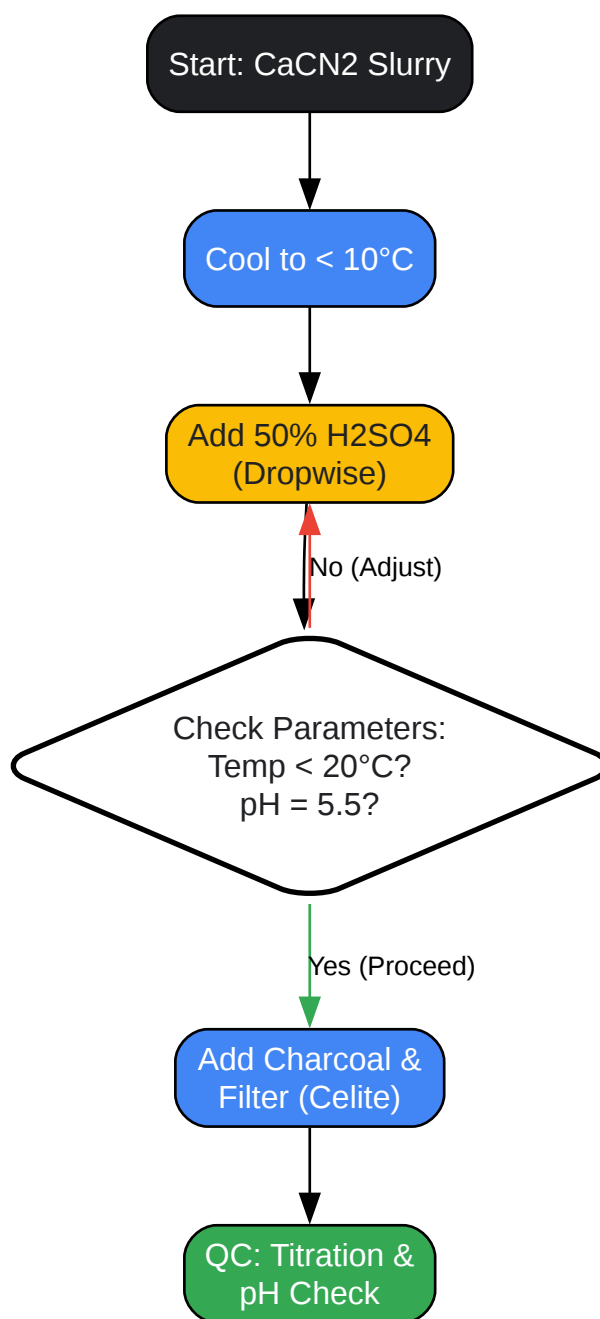 Start: CaCN2 Slurry
Cool to < 10°C
Add 50% H2SO4
(Dropwise)
No (Adjust)
Check Parameters:
Temp < 20°C?
pH = 5.5?
Yes (Proceed)
Add Charcoal &
Filter (Celite)
QC: Titration &
pH Check